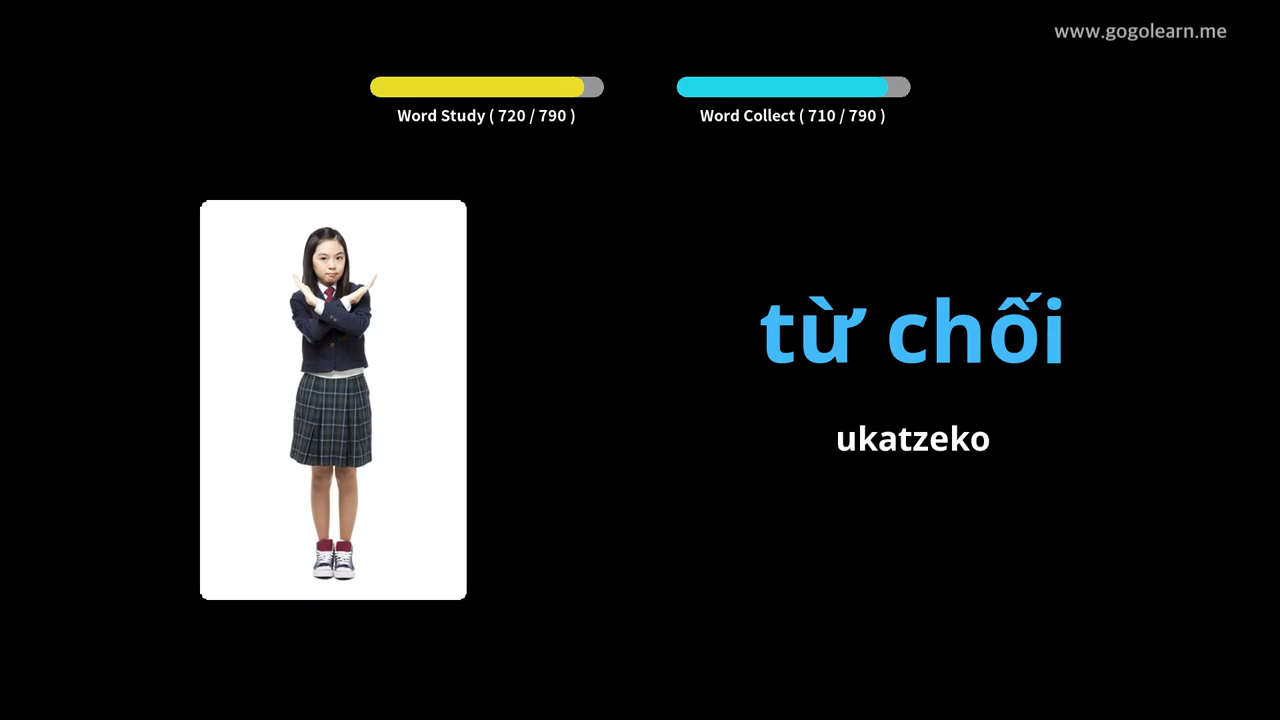 www.gogolearn.me
Word Study ( 720 / 790 )
Word Collect ( 710 / 790 )
từ chối
ukatzeko